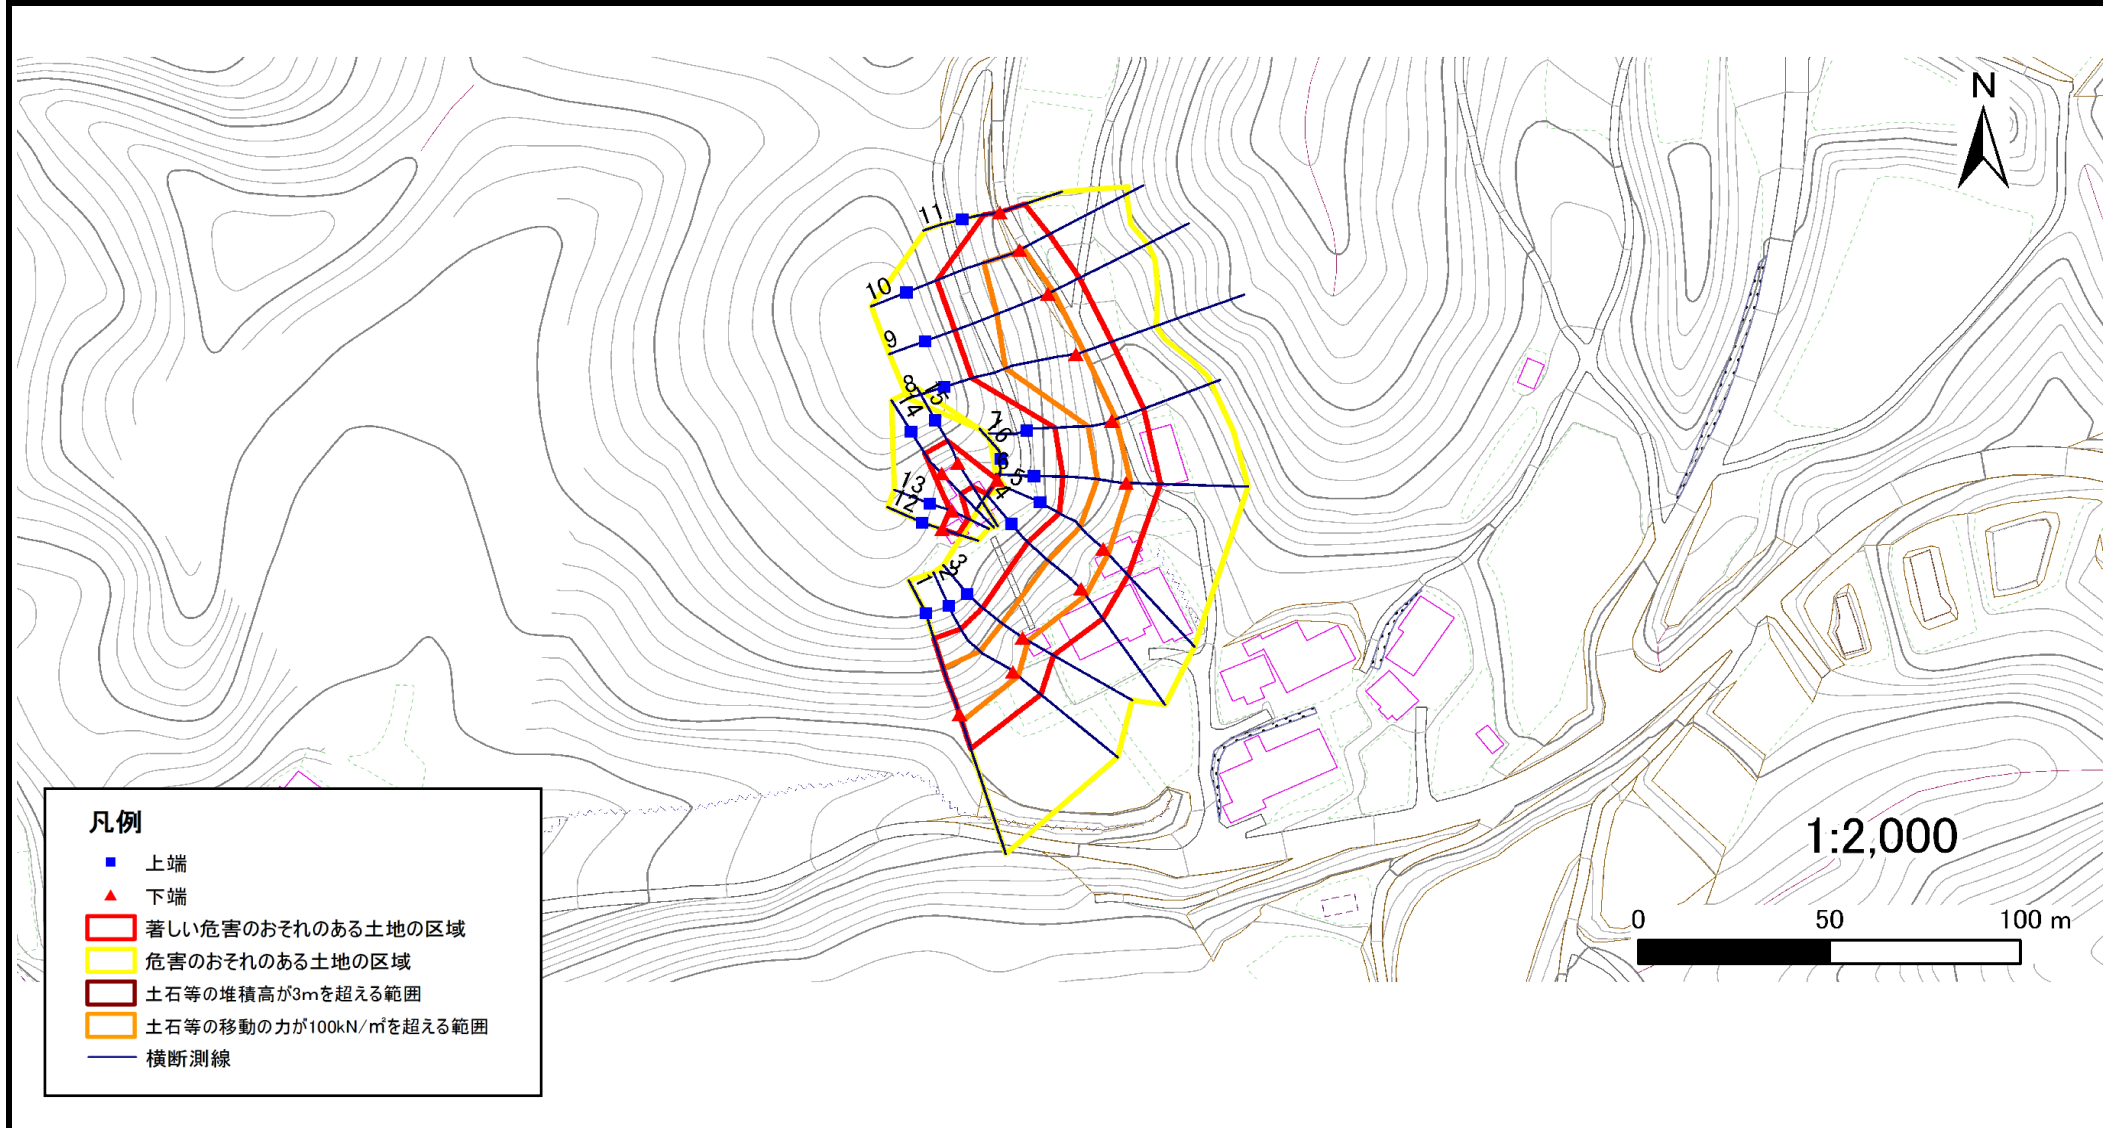 N
11
10
9
8
15
14
7
16
6
5
4
13
12
3
2
1
1:2,000
0 50 100 m
凡例
上端
下端
著しい危害のおそれのある土地の区域
危害のおそれのある土地の区域
土石等の堆積高が3mを超える範囲
土石等の移動の力が100kN/㎡を超える範囲
横断測線